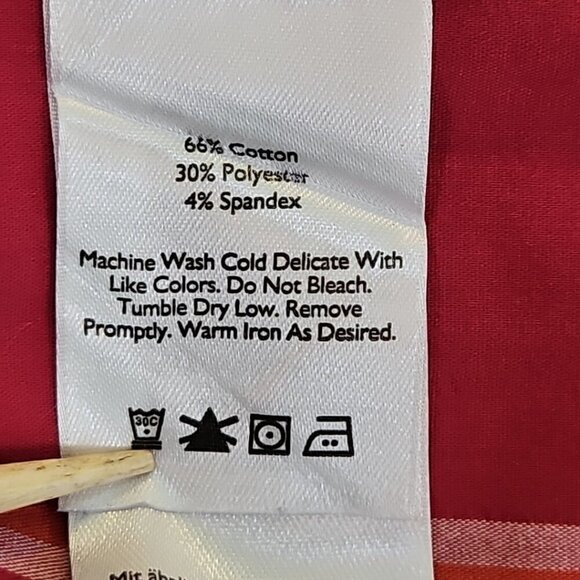 66% Cotton
30% Polyester
4% Spandex
Machine Wash Cold Delicate With
Like Colors. Do Not Bleach.
Tumble Dry Low. Remove
Promptly. Warm Iron As Desired.
30C
Mit